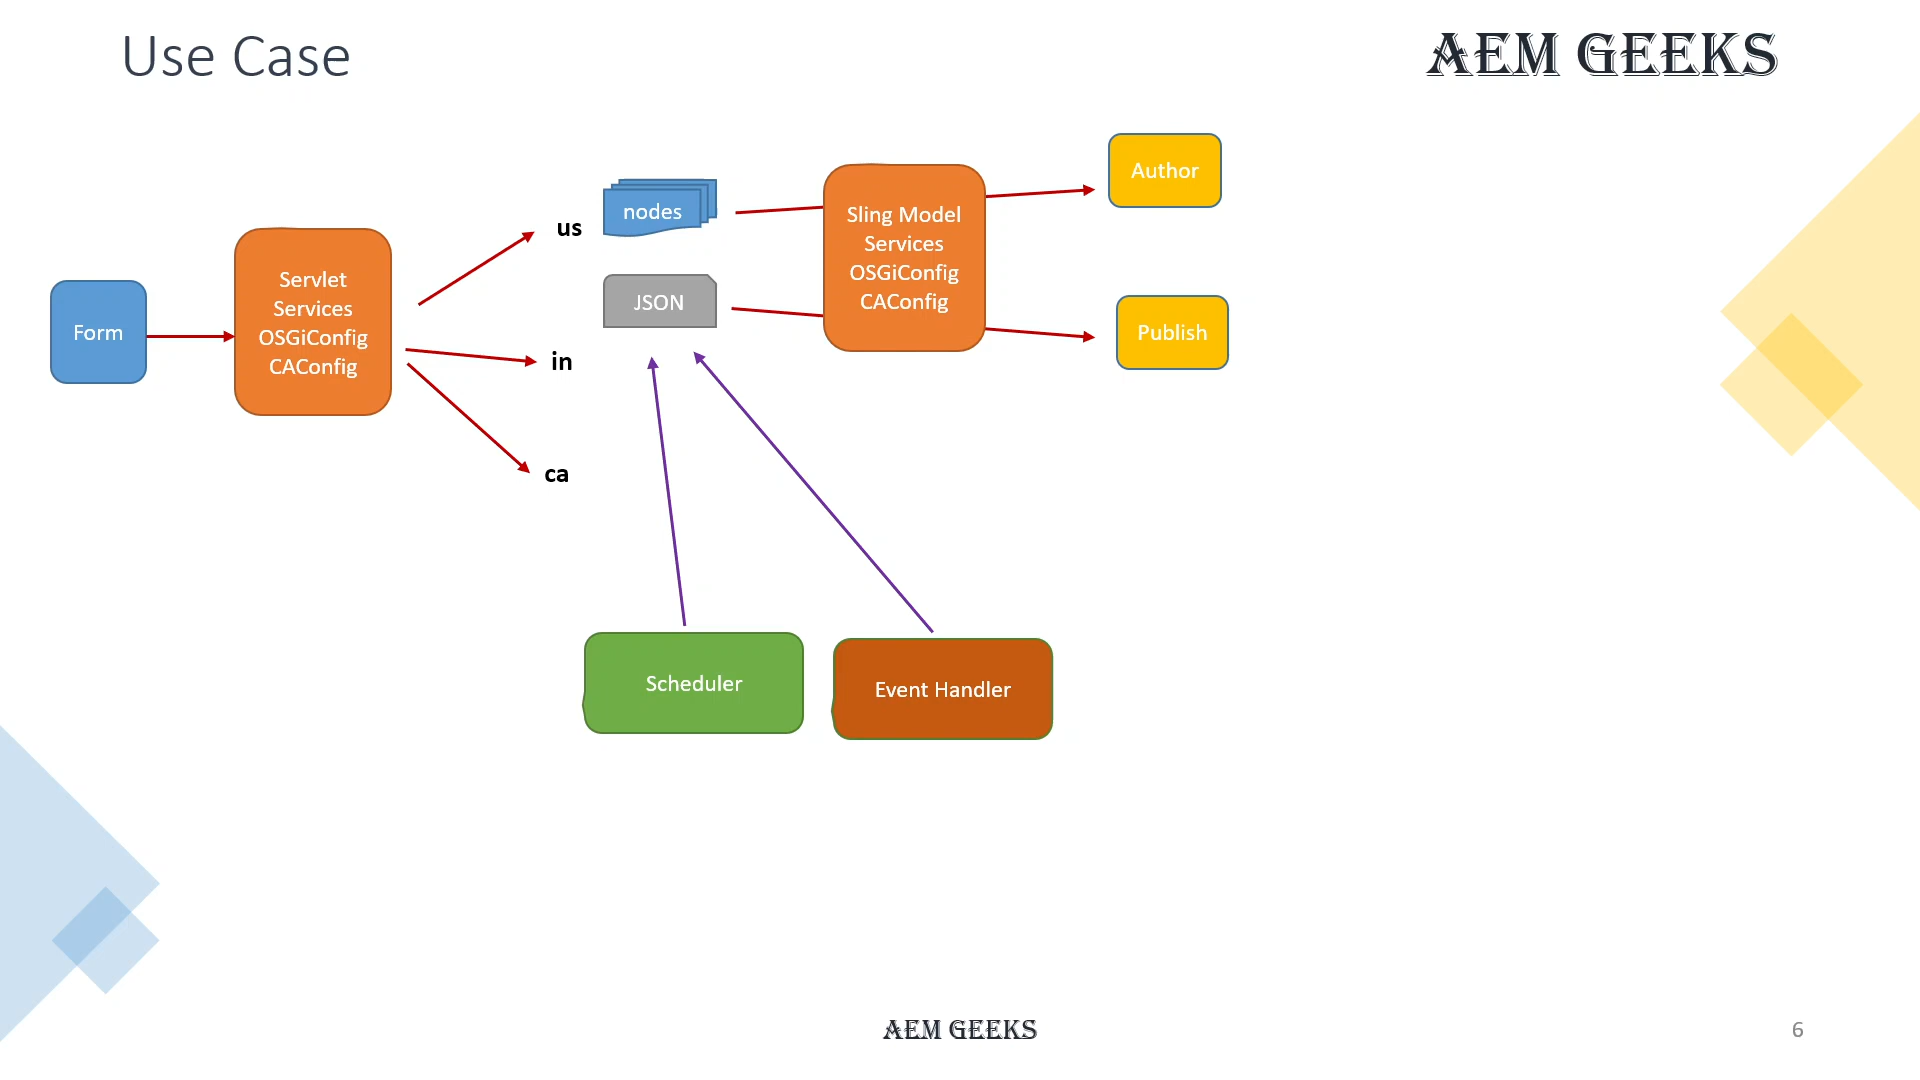 Use Case
AEM GEEKS
Form
Servlet
Services
OSGiConfig
CAConfig
us
in
ca
nodes
JSON
Sling Model
Services
OSGiConfig
CAConfig
Author
Publish
Scheduler
Event Handler
AEM GEEKS
6